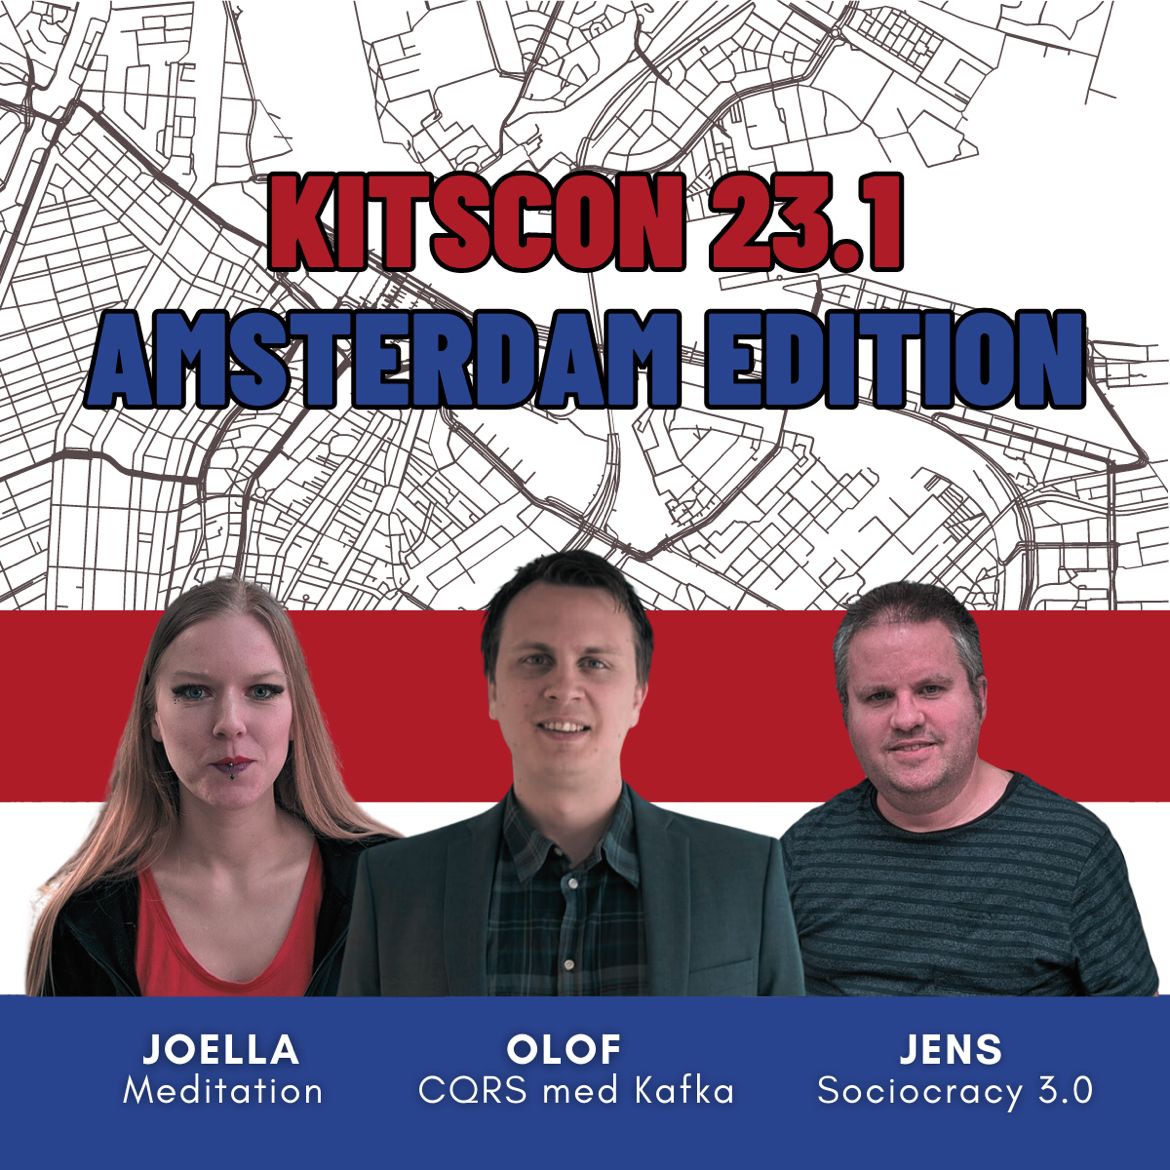 KITSCON 23.1
AMSTERDAM EDITION
JOELLA
Meditation
OLOF
CQRS med Kafka
JENS
Sociocracy 3.0